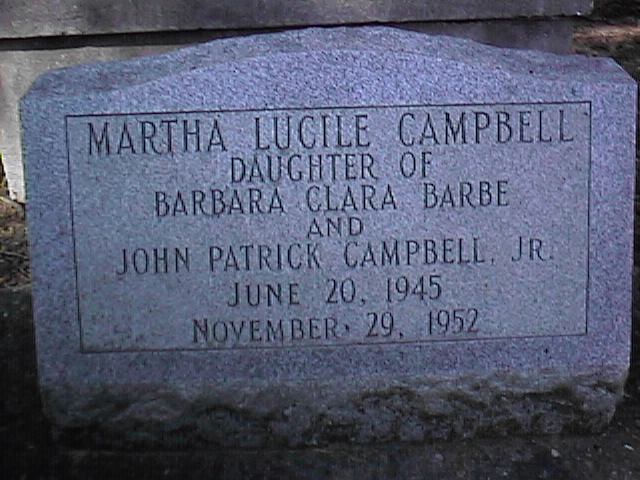 MARTHA LUCILE CAMPBELL
DAUGHTER OF
BARBARA CLARA BARBE
AND
JOHN PATRICK CAMPBELL, JR.
JUNE 20, 1945
NOVEMBER 29, 1952